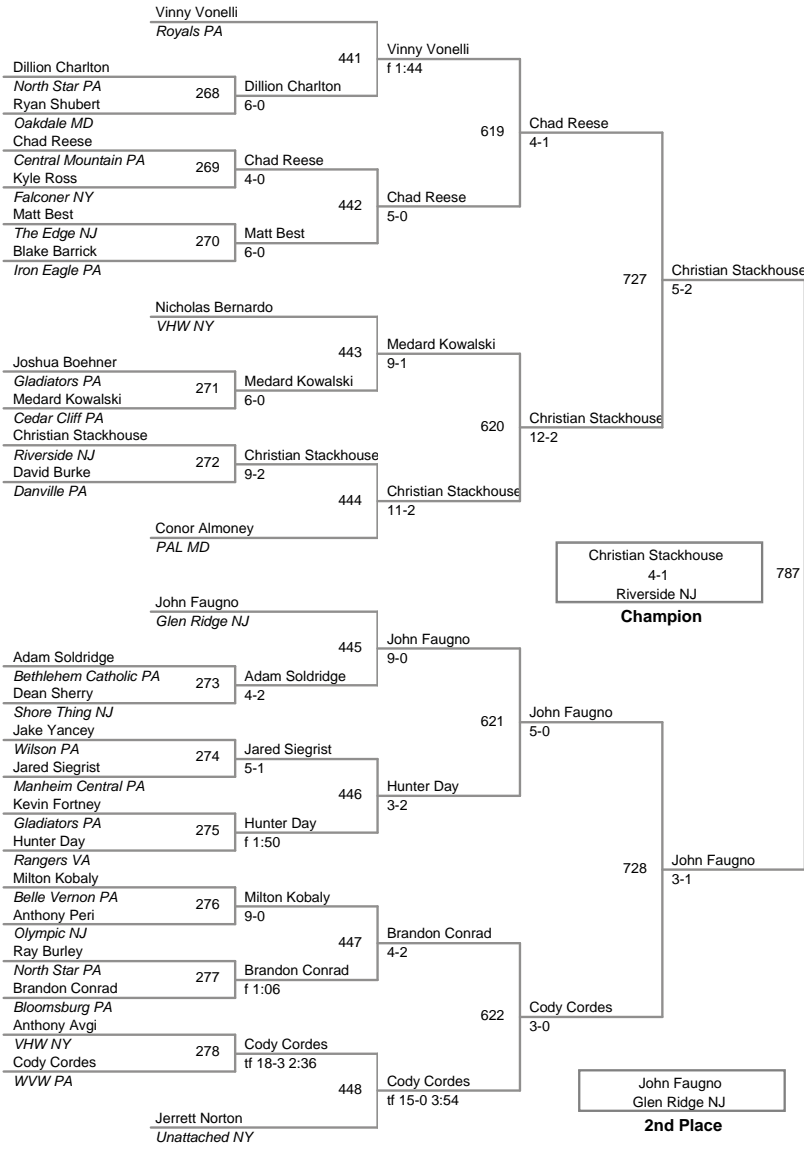 Vinny Vonelli
Royals PA
441
Vinny Vonelli
f 1:44
Dillion Charlton
North Star PA
268
Dillion Charlton
6-0
Ryan Shubert
Oakdale MD
619
Chad Reese
4-1
Chad Reese
Central Mountain PA
269
Chad Reese
4-0
Kyle Ross
Falconer NY
442
Chad Reese
5-0
Matt Best
The Edge NJ
270
Matt Best
6-0
Blake Barrick
Iron Eagle PA
727
Christian Stackhouse
5-2
Nicholas Bernardo
VHW NY
443
Medard Kowalski
9-1
Joshua Boehner
Gladiators PA
271
Medard Kowalski
6-0
Medard Kowalski
Cedar Cliff PA
620
Christian Stackhouse
12-2
Christian Stackhouse
Riverside NJ
272
Christian Stackhouse
9-2
David Burke
Danville PA
444
Christian Stackhouse
11-2
Conor Almoney
PAL MD
Christian Stackhouse
4-1
Riverside NJ
787
Champion
John Faugno
Glen Ridge NJ
445
John Faugno
9-0
Adam Soldridge
Bethlehem Catholic PA
273
Adam Soldridge
4-2
Dean Sherry
Shore Thing NJ
621
John Faugno
5-0
Jake Yancey
Wilson PA
274
Jared Siegrist
5-1
Jared Siegrist
Manheim Central PA
446
Hunter Day
3-2
Kevin Fortney
Gladiators PA
275
Hunter Day
f 1:50
Hunter Day
Rangers VA
728
John Faugno
3-1
Milton Kobaly
Belle Vernon PA
276
Milton Kobaly
9-0
Anthony Peri
Olympic NJ
447
Brandon Conrad
4-2
Ray Burley
North Star PA
277
Brandon Conrad
f 1:06
Brandon Conrad
Bloomsburg PA
622
Cody Cordes
3-0
Anthony Avgi
VHW NY
278
Cody Cordes
tf 18-3 2:36
Cody Cordes
WVW PA
448
Cody Cordes
tf 15-0 3:54
Jerrett Norton
Unattached NY
John Faugno
Glen Ridge NJ
2nd Place